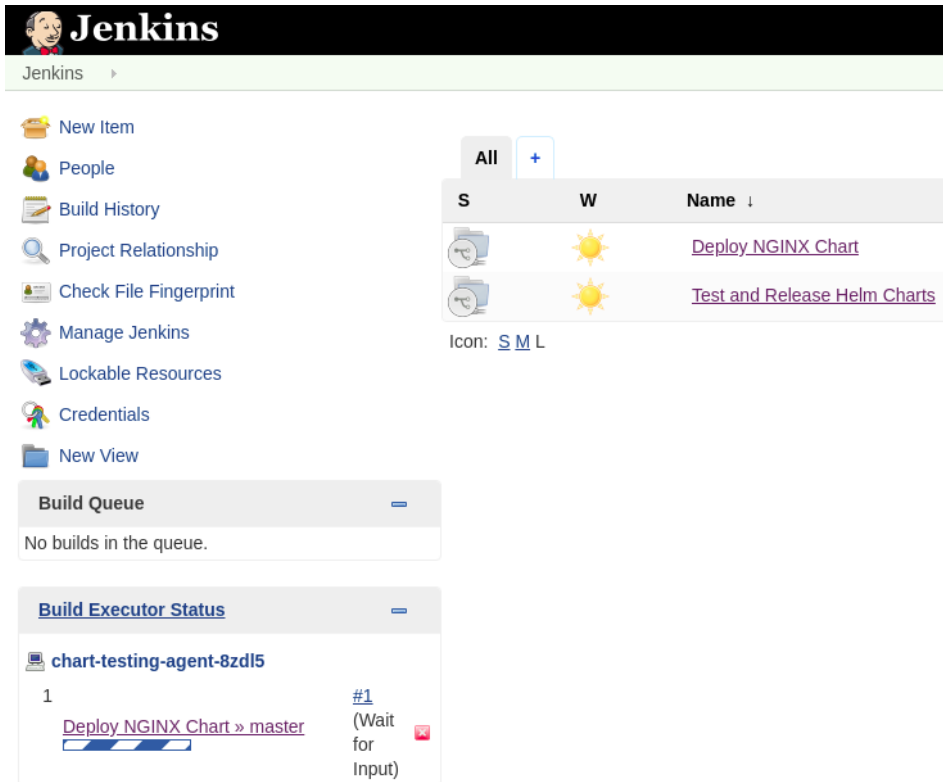 Jenkins
Jenkins
New Item
People
Build History
Project Relationship
Check File Fingerprint
Manage Jenkins
Lockable Resources
Credentials
New View
Build Queue
No builds in the queue.
Build Executor Status
chart-testing-agent-8zdl5
1 #1
Deploy NGINX Chart » master
(Wait
for
Input)
All +
S W Name ↓
Deploy NGINX Chart
Test and Release Helm Charts
Icon: S M L